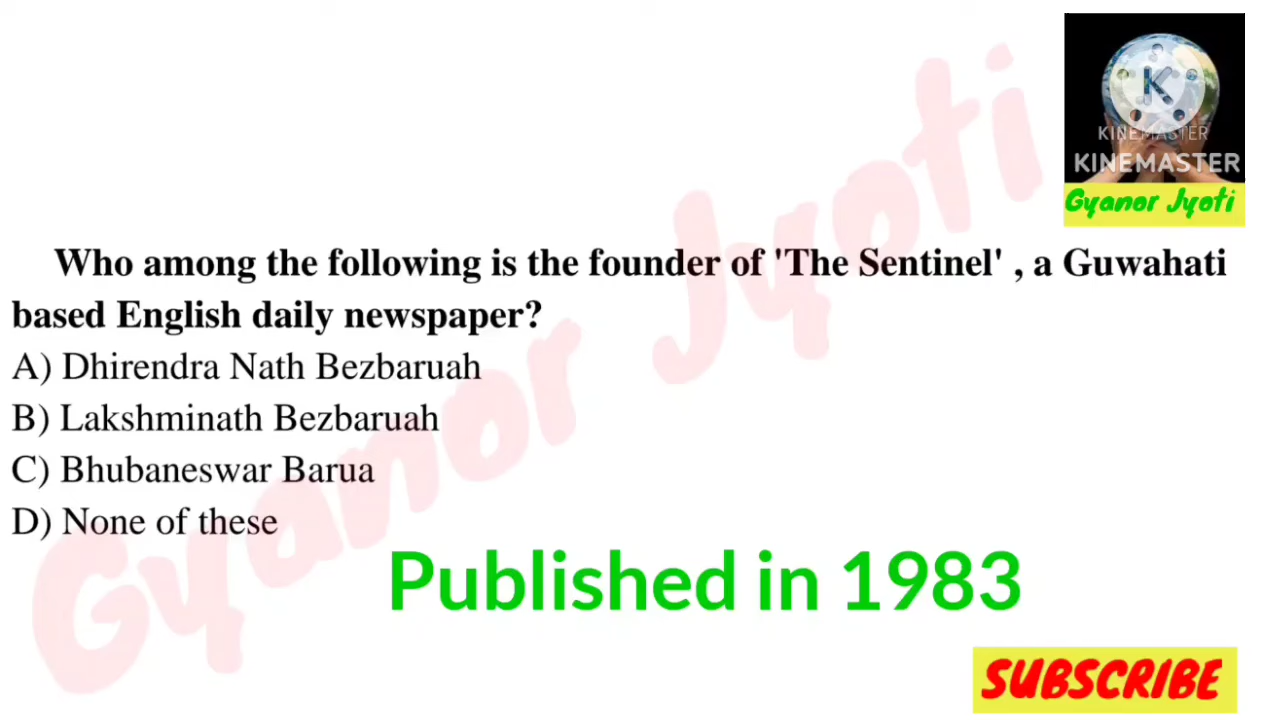 KINEMASTER
KINEMASTER
Gyanor Jyoti
Who among the following is the founder of 'The Sentinel' , a Guwahati
based English daily newspaper?
A) Dhirendra Nath Bezbaruah
B) Lakshminath Bezbaruah
C) Bhubaneswar Barua
D) None of these
Gyanor Jyoti
Published in 1983
SUBSCRIBE